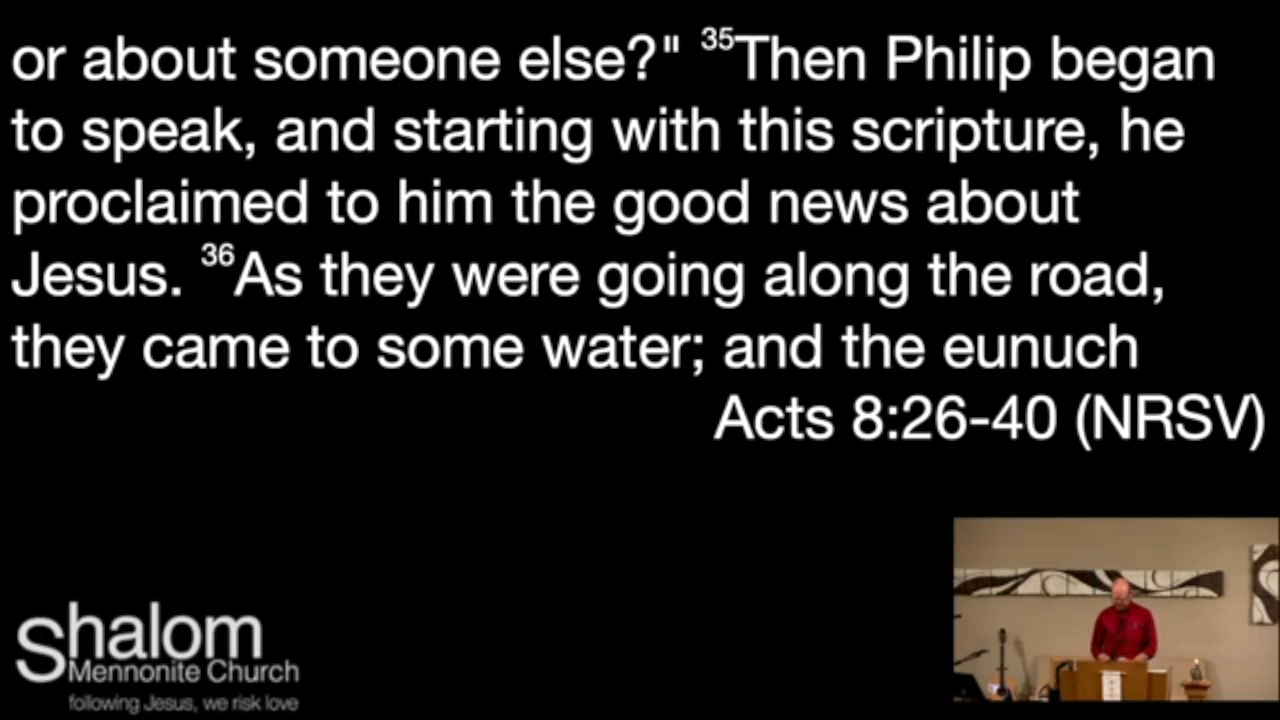 or about someone else?" 35Then Philip began
to speak, and starting with this scripture, he
proclaimed to him the good news about
Jesus. 36As they were going along the road,
they came to some water; and the eunuch
Acts 8:26-40 (NRSV)
Shalom
Mennonite Church
following Jesus, we risk love